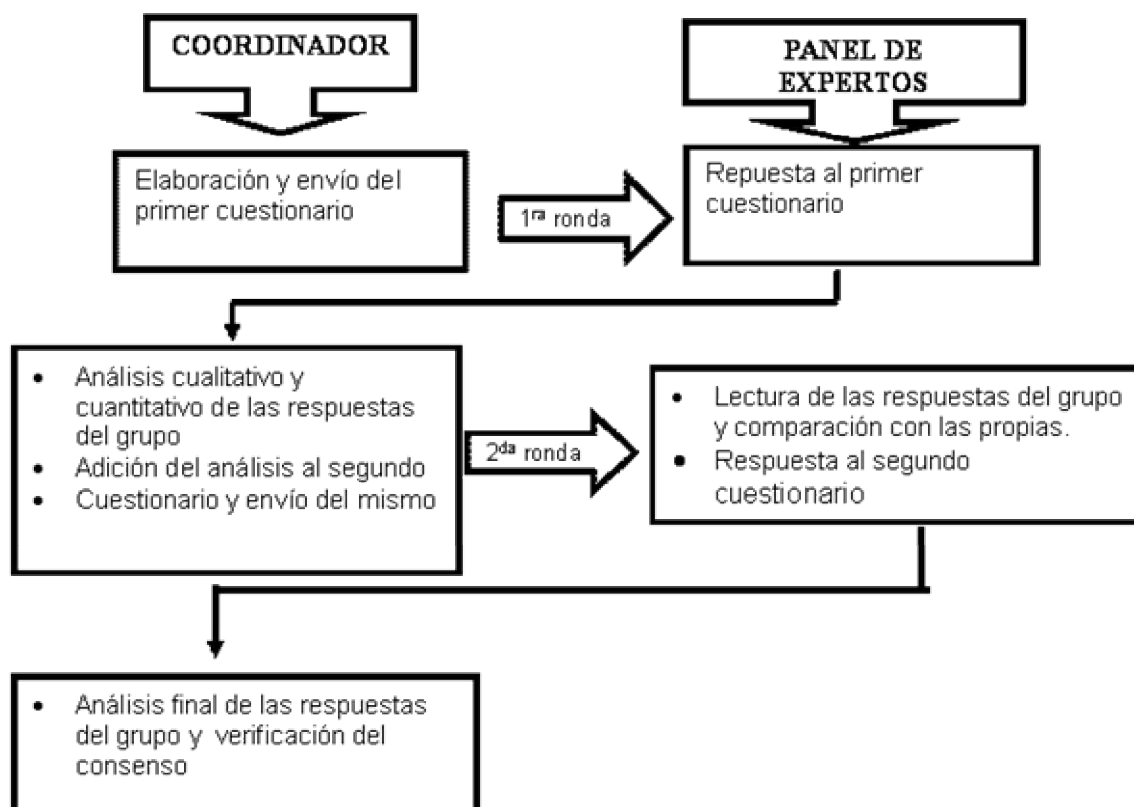 COORDINADOR
PANEL DE
EXPERTOS
Elaboración y envío del
primer cuestionario
1ra ronda
Repuesta al primer
cuestionario
• Análisis cualitativo y
cuantitativo de las respuestas
del grupo
• Adición del análisis al segundo
• Cuestionario y envío del mismo
2da ronda
• Lectura de las respuestas del grupo
y comparación con las propias.
• Respuesta al segundo
cuestionario
• Análisis final de las respuestas
del grupo y verificación del
consenso